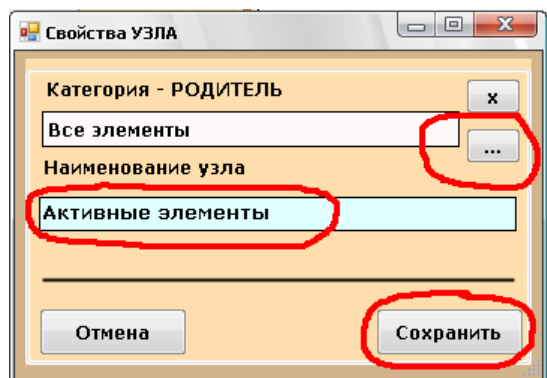 Свойства УЗЛА
Категория - РОДИТЕЛЬ
x
Все элементы
...
Наименование узла
Активные элементы
Отмена
Сохранить